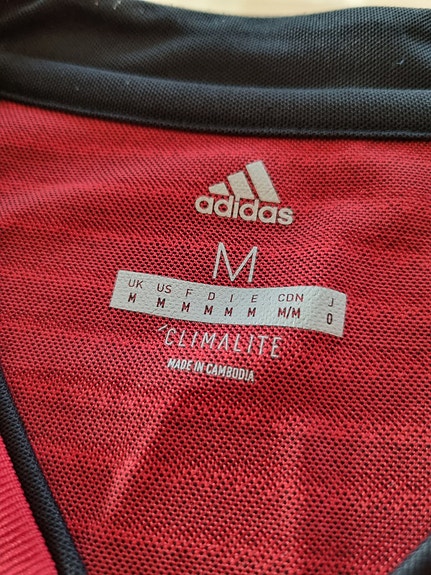 adidas
M
UK US F D I E CDN J
M M M M M M M/M O
CLIMALITE
MADE IN CAMBODIA